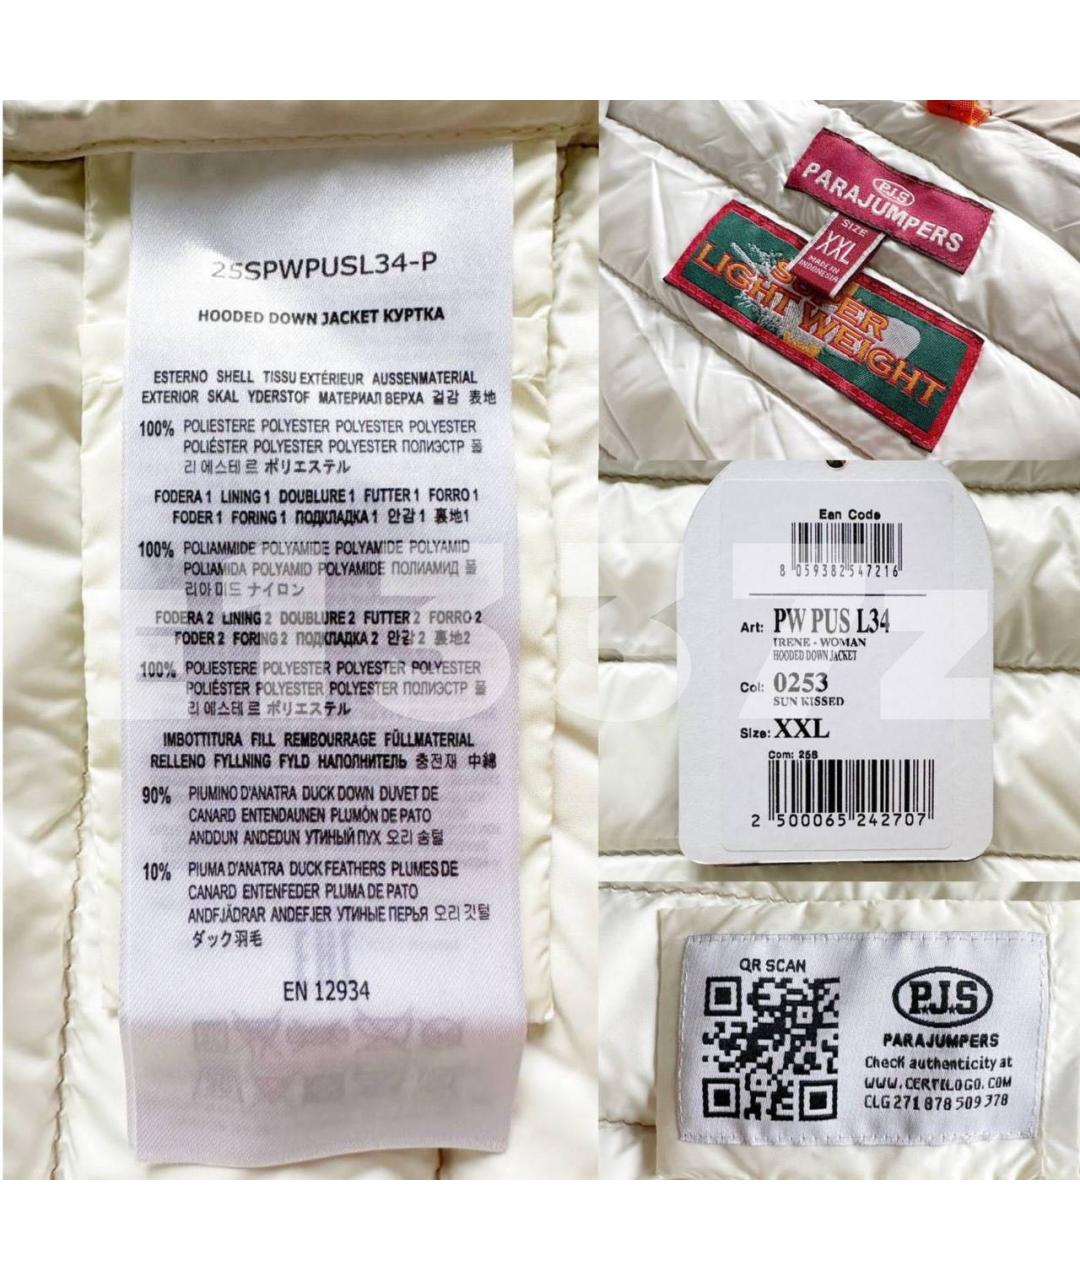 25SPWPUSL34-P
HOODED DOWN JACKET КУРТКА
ESTERNO SHELL TISSU EXTÉRIEUR AUSSENMATERIAL
EXTERIOR SKAL YDERSTOF МАТЕРИАЛ ВЕРХА 겉감 表地
100% POLIESTERE POLYESTER POLYESTER POLYESTER
POLIÉSTER POLYESTER POLYESTER ПОЛИЭСТР 폴
리에스테르 ポリエステル
FODERA 1 LINING 1 DOUBLURE 1 FUTTER 1 FORRO 1
FODER 1 FORING 1 ПОДКЛАДКА 1 안감 1 裏地1
100% POLIAMMIDE POLYAMIDE POLYAMIDE POLYAMID
POLIAMIDA POLYAMID POLYAMIDE ПОЛИАМИД 폴
리아미드 ナイロン
FODERA 2 LINING 2 DOUBLURE 2 FUTTER 2 FORRO 2
FODER 2 FORING 2 ПОДКЛАДКА 2 안감 2 裏地2
100% POLIESTERE POLYESTER POLYESTER POLYESTER
POLIÉSTER POLYESTER POLYESTER ПОЛИЭСТР 폴
리에스테르 ポリエステル
IMBOTTITURA FILL REMBOURRAGE FÜLLMATERIAL
RELLENO FYLLNING FYLD НАПОЛНИТЕЛЬ 충전재 中綿
90% PIUMINO D'ANATRA DUCK DOWN DUVET DE
CANARD ENTENDAUNEN PLUMÓN DE PATO
ANDDUN ANDEDUN УТИНЫЙ ПУХ 오리 솜털
10% PIUMA D'ANATRA DUCK FEATHERS PLUMES DE
CANARD ENTENFEDER PLUMA DE PATO
ANDFJÄDRAR ANDEFJER УТИНЫЕ ПЕРЬЯ 오리 깃털
ダック羽毛
EN 12934
PJS
PARAJUMPERS
SIZE
XXL
MADE IN
INDONESIA
SUPER
LIGHT WEIGHT
Ean Code
8 059382 547216
Art: PW PUS L34
IRENE - WOMAN
HOODED DOWN JACKET
Col: 0253
SUN KISSED
Size: XXL
Com: 25S
2 500065 242707
QR SCAN
P.J.S
PARAJUMPERS
Check authenticity at
WWW.CERTILOGO.COM
CLG 271 878 509 378